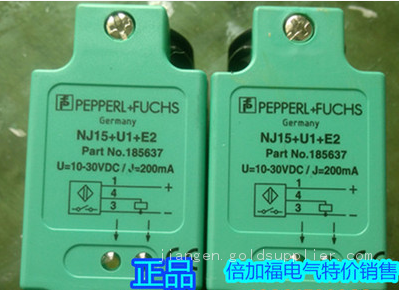 PEPPERL+FUCHS
Germany
NJ15+U1+E2
Part No.185637
U=10-30VDC / J=200mA
1 +
4
3 -
PEPPERL+FUCHS
Germany
NJ15+U1+E2
Part No.185637
U=10-30VDC / J=200mA
1 +
4
3 -
jiangen.goldsupplier.com
正品
倍加福电气特价销售